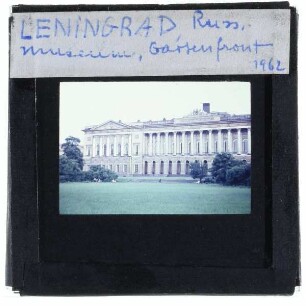 LENINGRAD Russ.
Museum, Gartenfront
1962